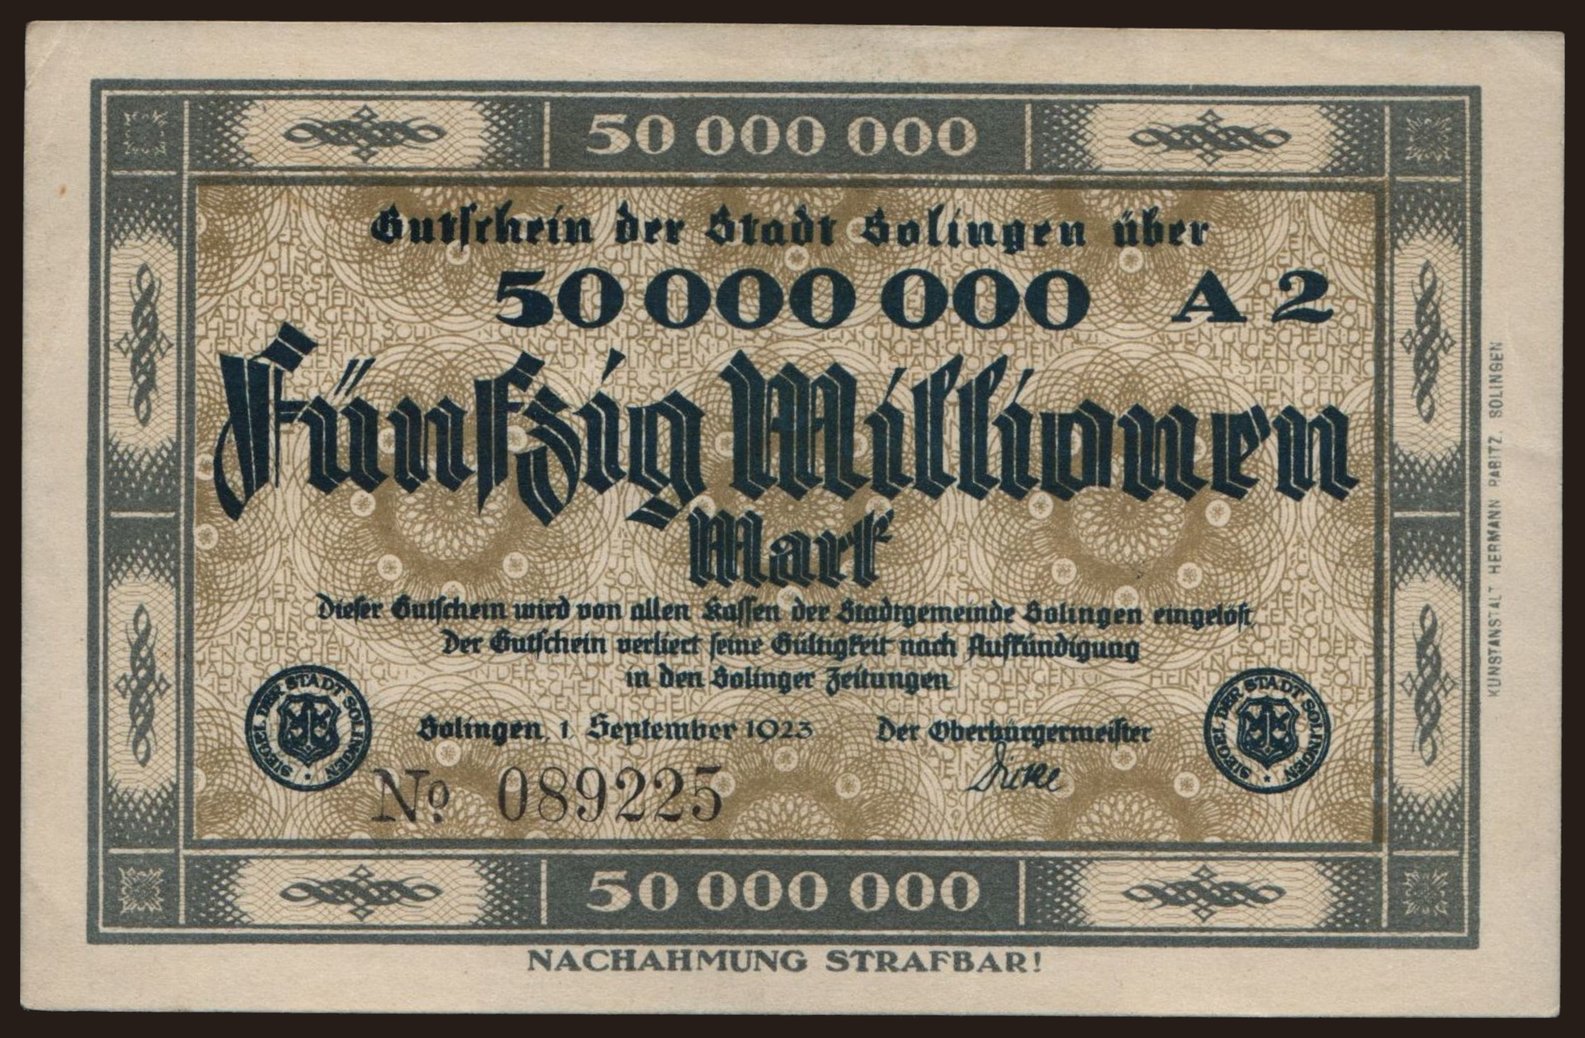 50 000 000
Gutschein der Stadt Solingen über
50 000 000 A 2
Fünfzig Millionen
Mark
Dieser Gutschein wird von allen Kassen der Stadtgemeinde Solingen eingelöst
Der Gutschein verliert seine Gültigkeit nach Aufkündigung
in den Solinger Zeitungen
Solingen, 1. September 1923 Der Oberbürgermeister
SIEGEL DER STADT SOLINGEN
SIEGEL DER STADT SOLINGEN
No 089225
50 000 000
NACHAHMUNG STRAFBAR!
KUNSTANSTALT HERMANN RABITZ, SOLINGEN